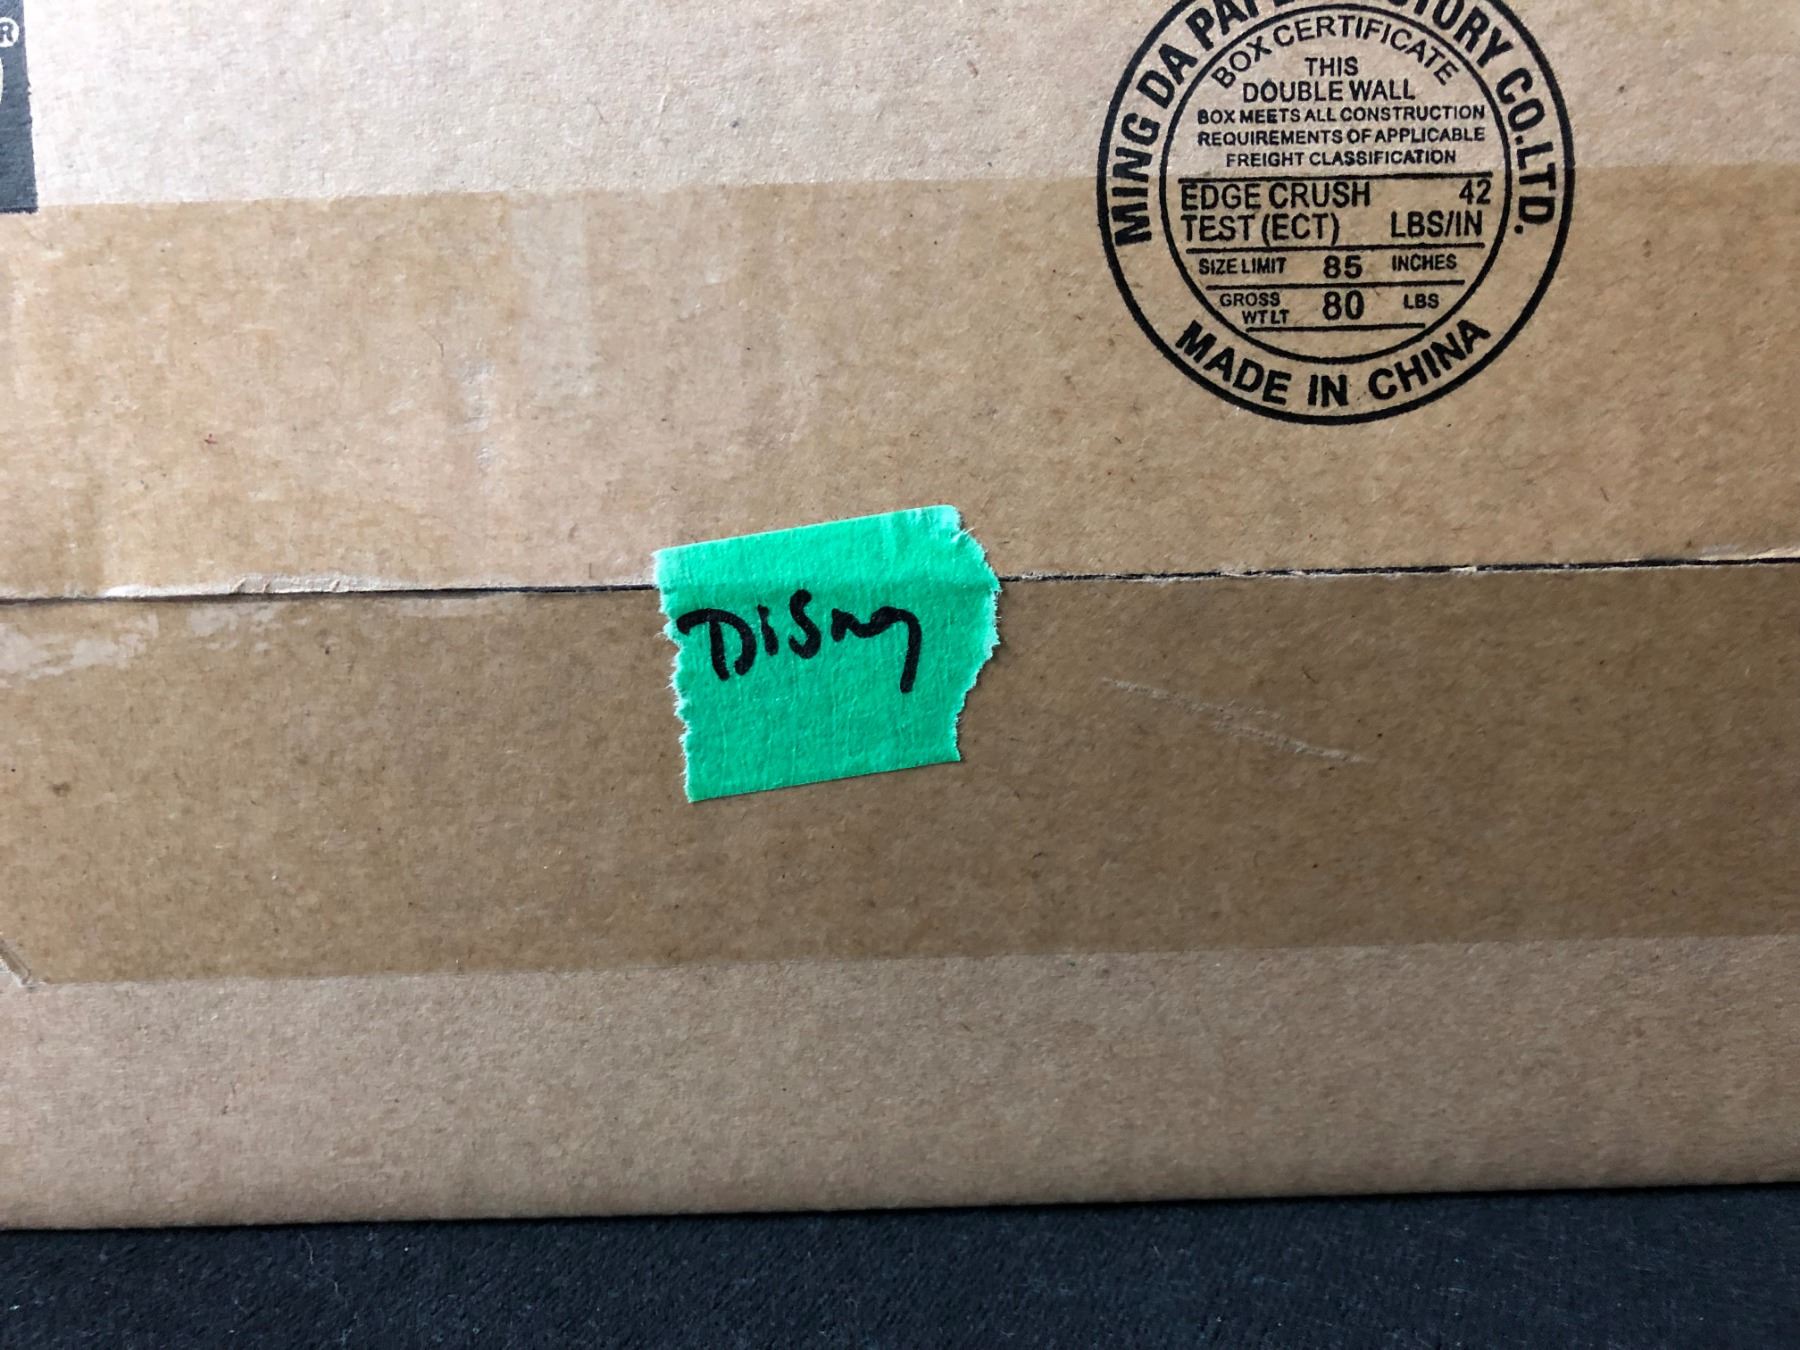 ®
MING DA PAPER FACTORY CO.LTD.
BOX CERTIFICATE
THIS
DOUBLE WALL
BOX MEETS ALL CONSTRUCTION
REQUIREMENTS OF APPLICABLE
FREIGHT CLASSIFICATION
EDGE CRUSH 42
TEST (ECT) LBS/IN
SIZE LIMIT 85 INCHES
GROSS WT LT 80 LBS
MADE IN CHINA
Disny